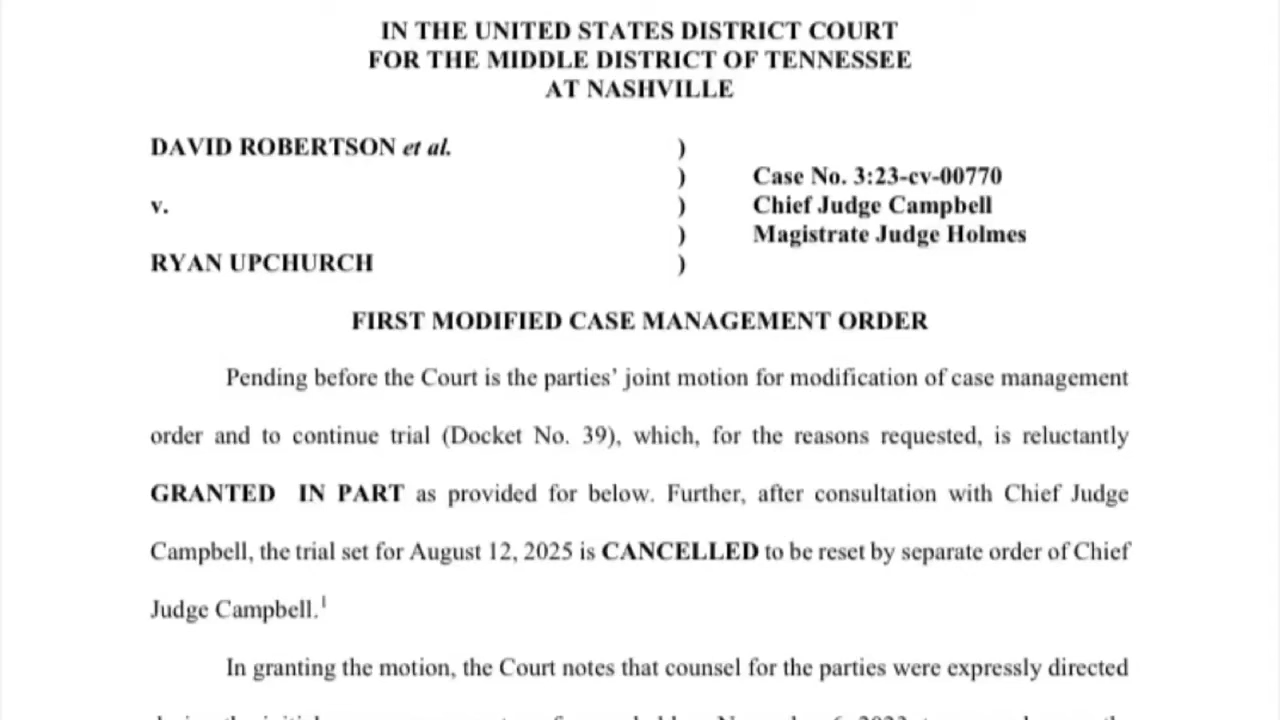 IN THE UNITED STATES DISTRICT COURT
FOR THE MIDDLE DISTRICT OF TENNESSEE
AT NASHVILLE
DAVID ROBERTSON et al. )
) Case No. 3:23-cv-00770
v. ) Chief Judge Campbell
) Magistrate Judge Holmes
RYAN UPCHURCH )
FIRST MODIFIED CASE MANAGEMENT ORDER
Pending before the Court is the parties’ joint motion for modification of case management
order and to continue trial (Docket No. 39), which, for the reasons requested, is reluctantly
GRANTED IN PART as provided for below. Further, after consultation with Chief Judge
Campbell, the trial set for August 12, 2025 is CANCELLED to be reset by separate order of Chief
Judge Campbell.1
In granting the motion, the Court notes that counsel for the parties were expressly directed